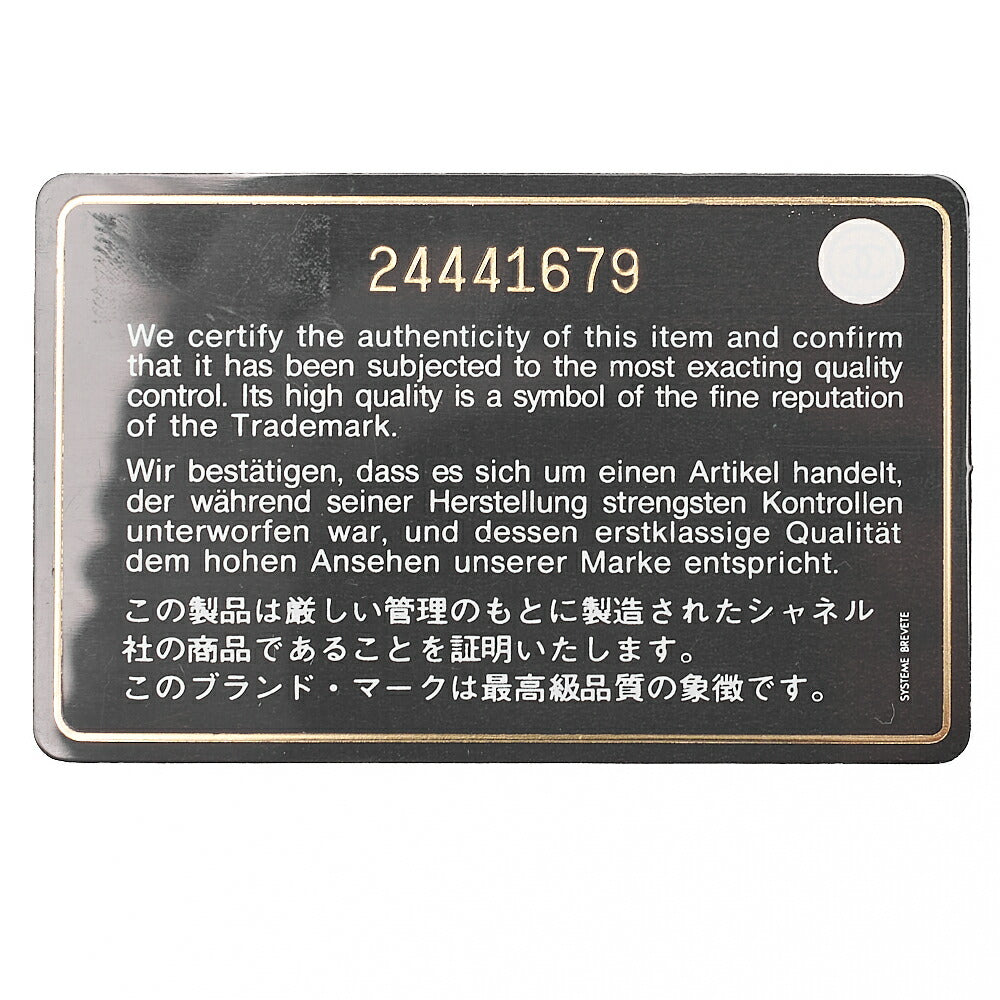 24441679
We certify the authenticity of this item and confirm
that it has been subjected to the most exacting quality
control. Its high quality is a symbol of the fine reputation
of the Trademark.
Wir bestätigen, dass es sich um einen Artikel handelt,
der während seiner Herstellung strengsten Kontrollen
unterworfen war, und dessen erstklassige Qualität
dem hohen Ansehen unserer Marke entspricht.
この製品は厳しい管理のもとに製造されたシャネル
社の商品であることを証明いたします。
このブランド・マークは最高級品質の象徴です。
SYSTEME BREVETE